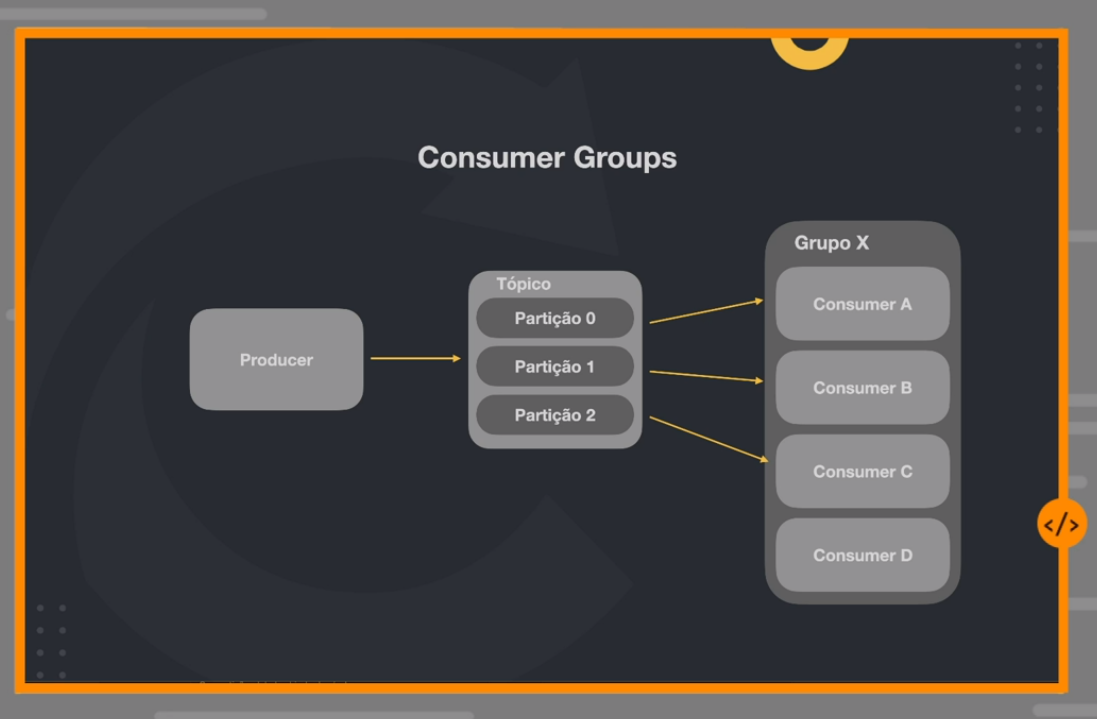 Consumer Groups
Grupo X
Tópico
Consumer A
Partição 0
Producer
Partição 1
Consumer B
Partição 2
Consumer C
Consumer D
</>